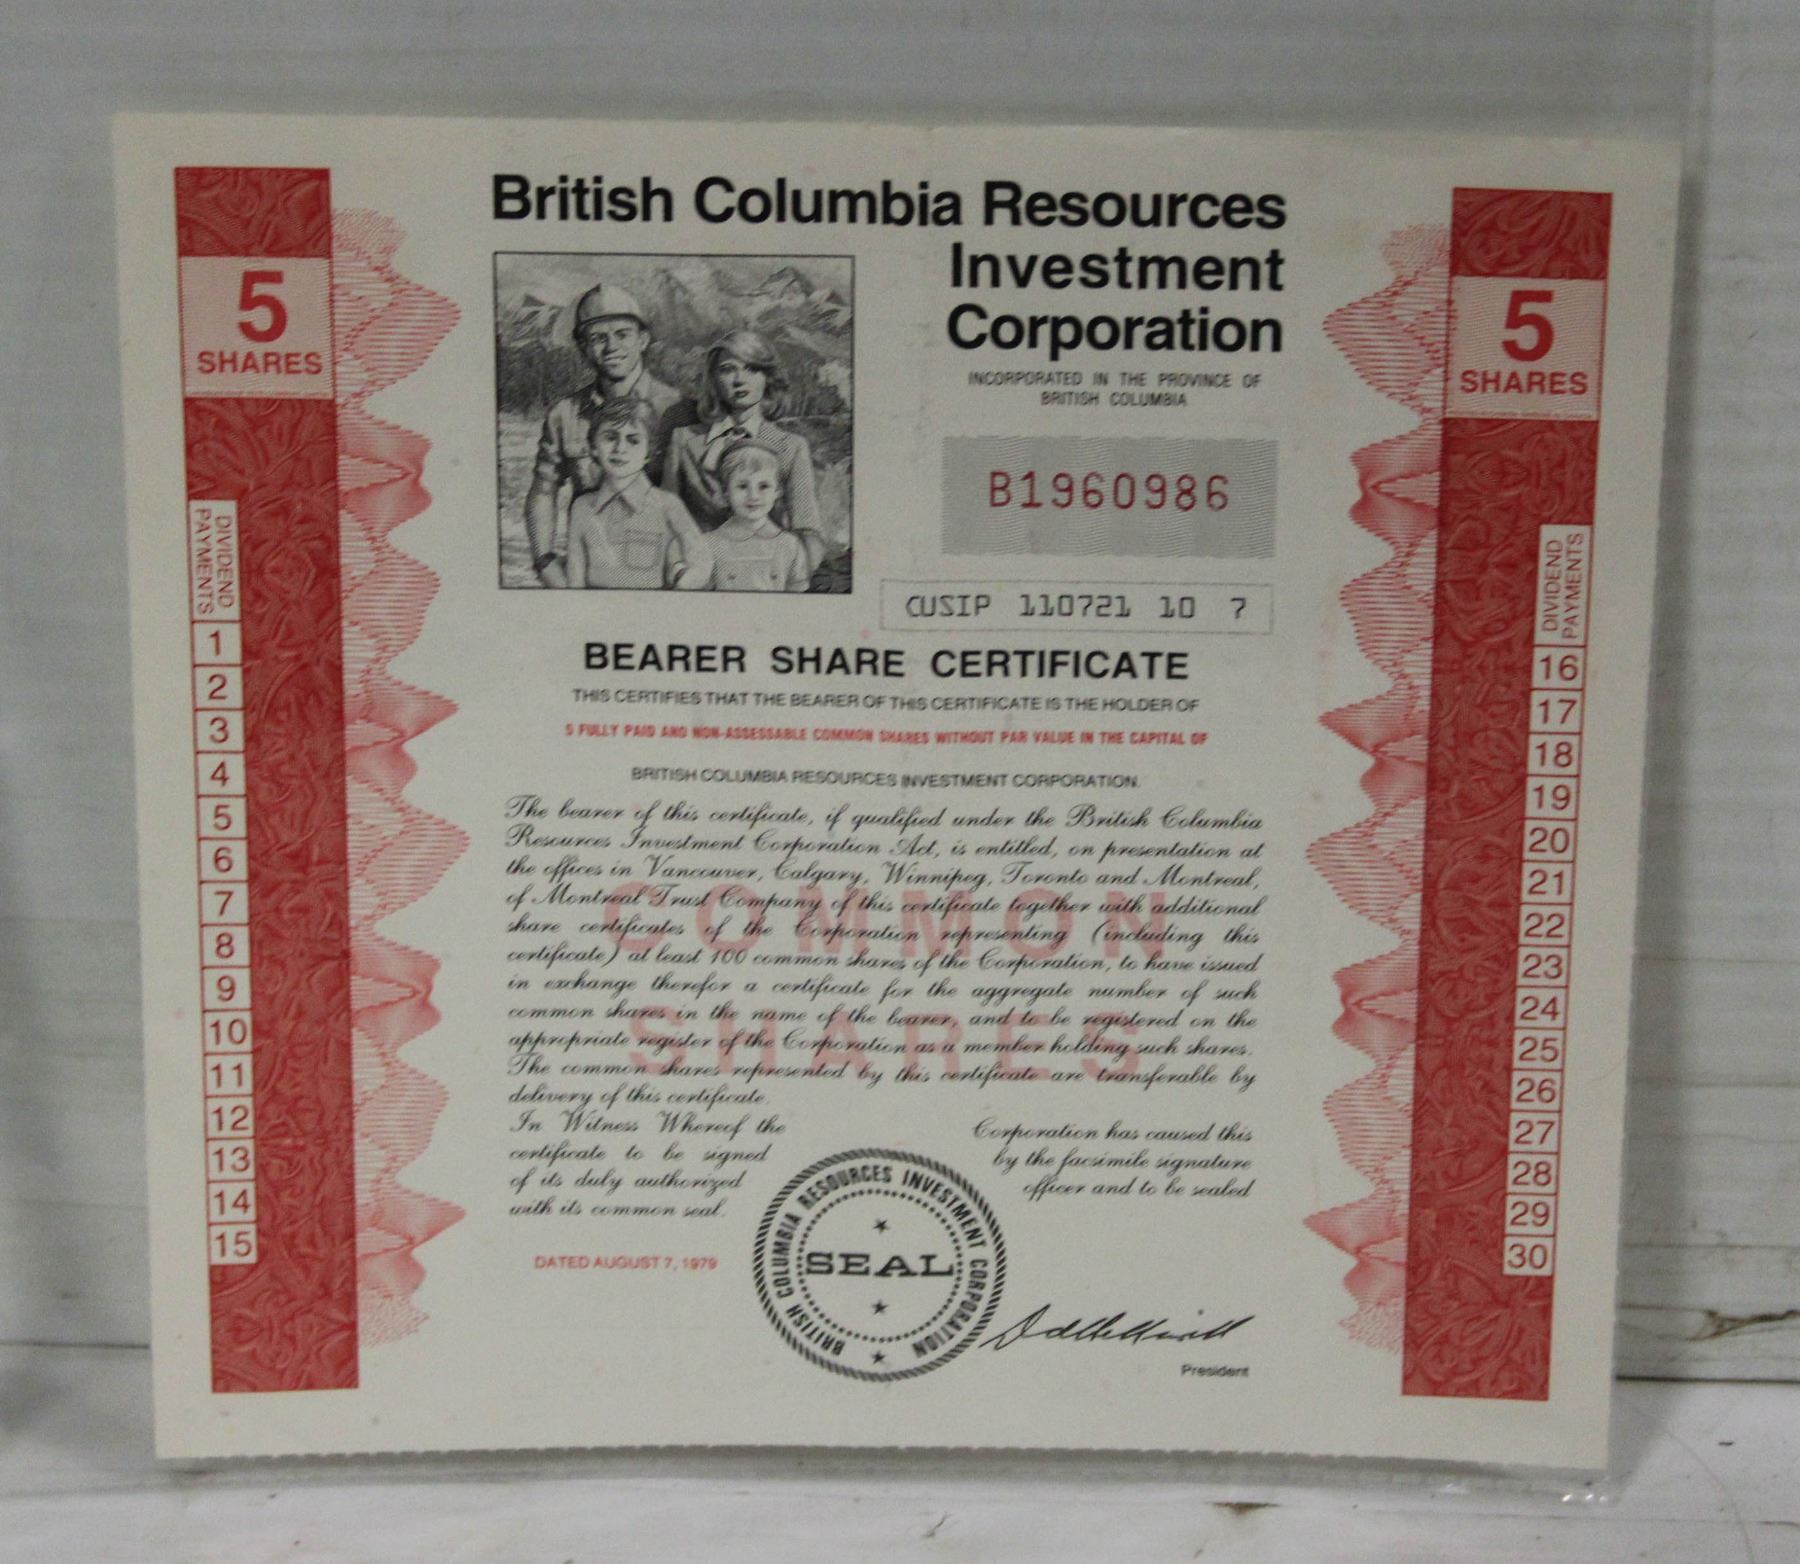 British Columbia Resources
Investment
Corporation
INCORPORATED IN THE PROVINCE OF
BRITISH COLUMBIA
5
SHARES
5
SHARES
B1960986
CUSIP 110721 10 7
BEARER SHARE CERTIFICATE
THIS CERTIFIES THAT THE BEARER OF THIS CERTIFICATE IS THE HOLDER OF
5 FULLY PAID AND NON-ASSESSABLE COMMON SHARES WITHOUT PAR VALUE IN THE CAPITAL OF
BRITISH COLUMBIA RESOURCES INVESTMENT CORPORATION.
The bearer of this certificate, if qualified under the British Columbia
Resources Investment Corporation Act, is entitled, on presentation at
the offices in Vancouver, Calgary, Winnipeg, Toronto and Montreal,
of Montreal Trust Company of this certificate together with additional
share certificates of the Corporation representing (including this
certificate) at least 100 common shares of the Corporation, to have issued
in exchange therefor a certificate for the aggregate number of such
common shares in the name of the bearer, and to be registered on the
appropriate register of the Corporation as a member holding such shares.
The common shares represented by this certificate are transferable by
delivery of this certificate.
COMMON
SHARES
In Witness Whereof the Corporation has caused this
certificate to be signed by the facsimile signature
of its duly authorized officer and to be sealed
with its common seal.
DATED AUGUST 7, 1979
BRITISH COLUMBIA RESOURCES INVESTMENT CORPORATION
SEAL
President
DIVIDEND
PAYMENTS
1
2
3
4
5
6
7
8
9
10
11
12
13
14
15
DIVIDEND
PAYMENTS
16
17
18
19
20
21
22
23
24
25
26
27
28
29
30